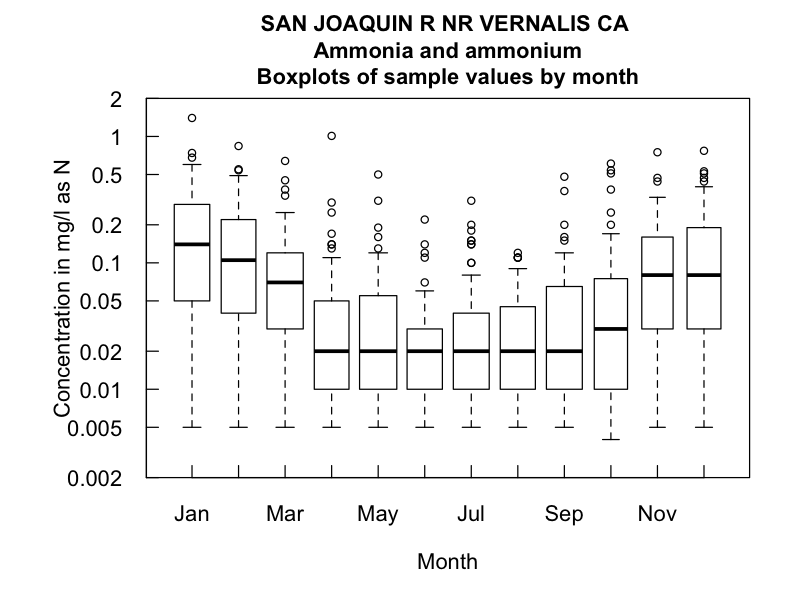 SAN JOAQUIN R NR VERNALIS CA
Ammonia and ammonium
Boxplots of sample values by month
Concentration in mg/l as N
2
1
0.5
0.2
0.1
0.05
0.02
0.01
0.005
0.002
Jan Mar May Jul Sep Nov
Month